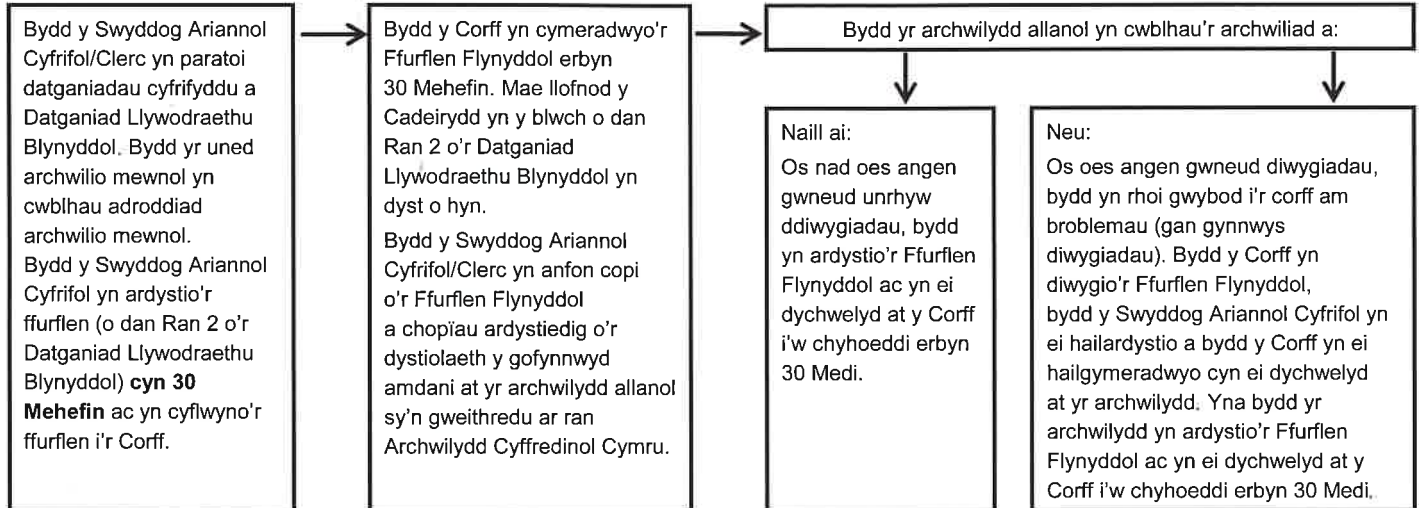 Bydd y Swyddog Ariannol
Cyfrifol/Clerc yn paratoi
datganiadau cyfrifyddu a
Datganiad Llywodraethu
Blynyddol. Bydd yr uned
archwilio mewnol yn
cwblhau adroddiad
archwilio mewnol.
Bydd y Swyddog Ariannol
Cyfrifol yn ardystio'r
ffurflen (o dan Ran 2 o'r
Datganiad Llywodraethu
Blynyddol) cyn 30
Mehefin ac yn cyflwyno'r
ffurflen i'r Corff.
Bydd y Corff yn cymeradwyo'r
Ffurflen Flynyddol erbyn
30 Mehefin. Mae llofnod y
Cadeirydd yn y blwch o dan
Ran 2 o'r Datganiad
Llywodraethu Blynyddol yn
dyst o hyn.
Bydd y Swyddog Ariannol
Cyfrifol/Clerc yn anfon copi
o'r Ffurflen Flynyddol
a chopïau ardystiedig o'r
dystiolaeth y gofynnwyd
amdani at yr archwilydd allanol
sy'n gweithredu ar ran
Archwilydd Cyffredinol Cymru.
Bydd yr archwilydd allanol yn cwblhau'r archwiliad a:
Naill ai:
Os nad oes angen
gwneud unrhyw
ddiwygiadau, bydd
yn ardystio'r Ffurflen
Flynyddol ac yn ei
dychwelyd at y Corff
i'w chyhoeddi erbyn
30 Medi.
Neu:
Os oes angen gwneud diwygiadau,
bydd yn rhoi gwybod i'r corff am
broblemau (gan gynnwys
diwygiadau). Bydd y Corff yn
diwygio'r Ffurflen Flynyddol,
bydd y Swyddog Ariannol Cyfrifol yn
ei hailardystio a bydd y Corff yn ei
hailgymeradwyo cyn ei dychwelyd
at yr archwilydd. Yna bydd yr
archwilydd yn ardystio'r Ffurflen
Flynyddol ac yn ei dychwelyd at y
Corff i'w chyhoeddi erbyn 30 Medi.